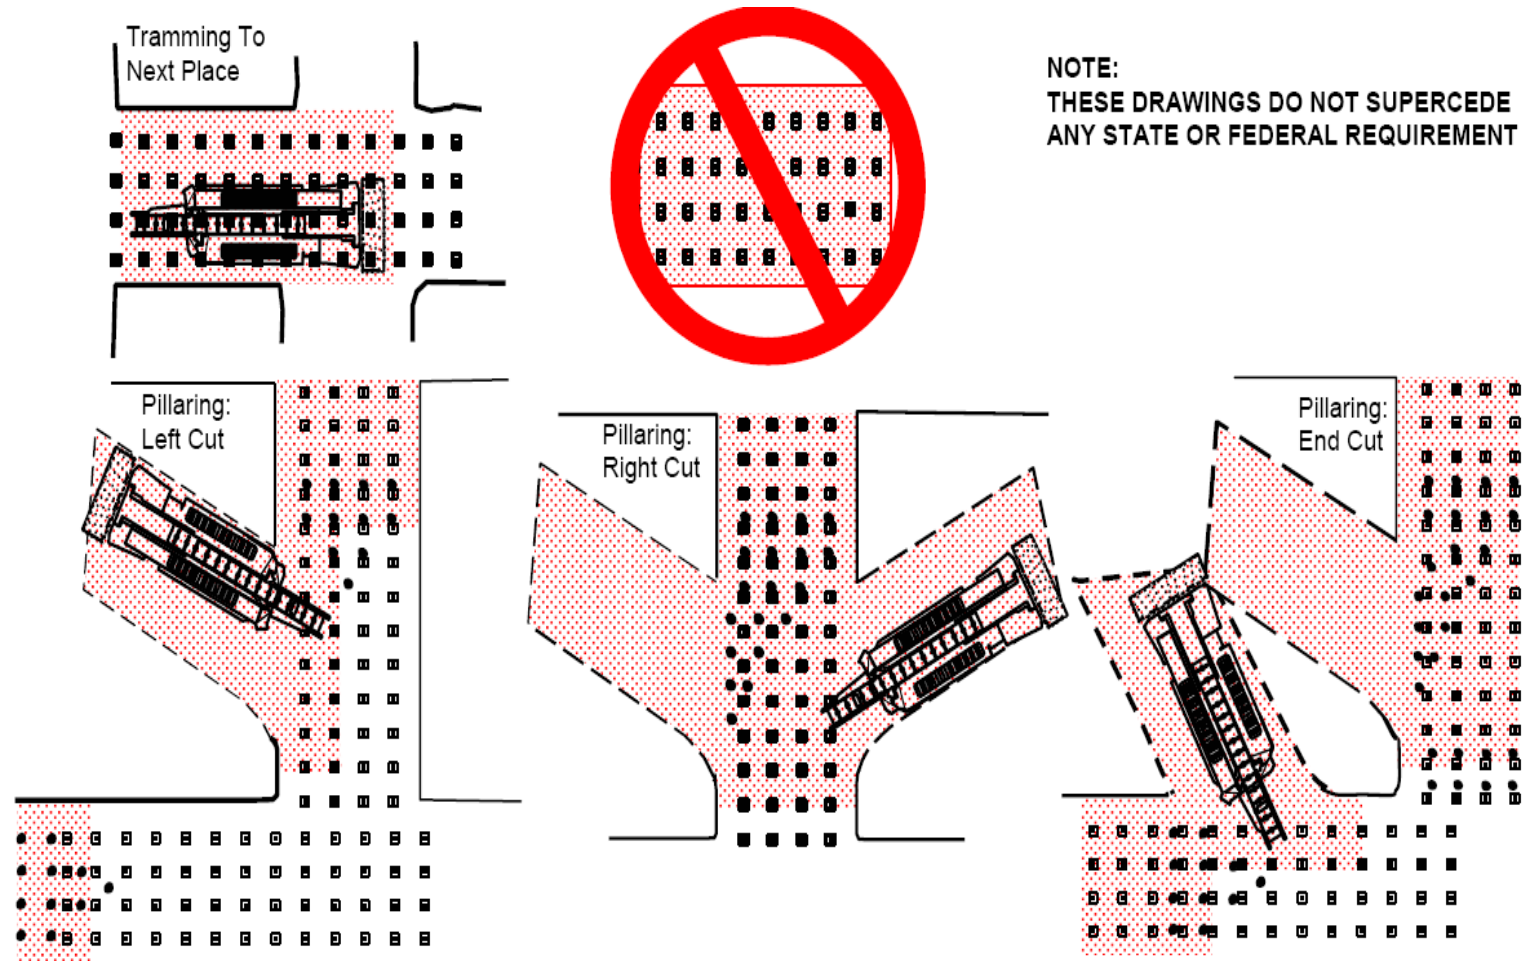 Tramming To
Next Place
NOTE:
THESE DRAWINGS DO NOT SUPERCEDE
ANY STATE OR FEDERAL REQUIREMENT
Pillaring:
Left Cut
Pillaring:
Right Cut
Pillaring:
End Cut